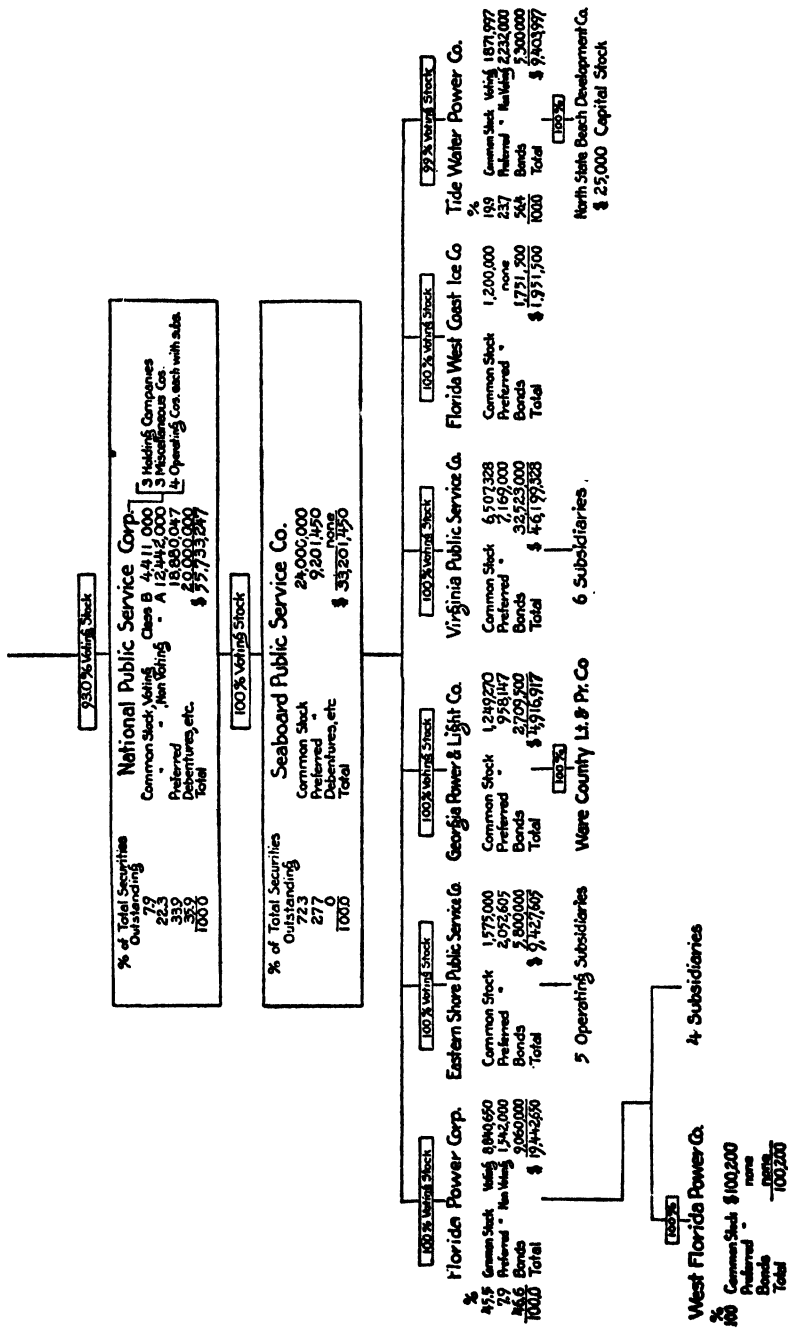 93.0% Voting Stock
National Public Service Corp.
% of Total Securities
Outstanding
7.9 Common Stock, Voting Class B 4,411,000
22.3 " " , Non Voting " A 12,442,000
33.9 Preferred 18,880,047
35.9 Debentures, etc. 20,000,000
100.0 Total $ 55,733,247
3 Holding Companies
3 Miscellaneous Cos.
4 Operating Cos. each with subs.
100% Voting Stock
Seaboard Public Service Co.
% of Total Securities
Outstanding
72.3 Common Stock 24,000,000
27.7 Preferred " 9,201,450
0 Debentures, etc none
100.0 Total $ 33,201,450
100% Voting Stock
Florida Power Corp.
%
45.5 Common Stock Voting 8,840,650
7.9 Preferred " Non Voting 1,542,000
46.6 Bonds 9,060,000
100.0 Total $ 19,442,650
100% Voting Stock
Eastern Shore Public Service Co.
Common Stock 1,575,000
Preferred " 2,052,605
Bonds 5,800,000
Total $ 9,427,605
5 Operating Subsidiaries
100% Voting Stock
Georgia Power & Light Co.
Common Stock 1,249,270
Preferred " 958,147
Bonds 2,709,500
Total $ 4,916,917
100%
Ware County Lt. & Pr. Co
100% Voting Stock
Virginia Public Service Co.
Common Stock 6,507,328
Preferred " 7,169,000
Bonds 32,523,000
Total $ 46,199,328
6 Subsidiaries
100% Voting Stock
Florida West Coast Ice Co
Common Stock 1,200,000
Preferred " none
Bonds 1,751,500
Total $ 1,951,500
99% Voting Stock
Tide Water Power Co.
%
19.9 Common Stock Voting 1,871,997
23.7 Preferred " Non Voting 2,232,000
56.4 Bonds 5,300,000
100.0 Total $ 9,403,997
100%
North State Beach Development Co.
$ 25,000 Capital Stock
100%
West Florida Power Co.
%
100 Common Stock $100,200
Preferred " none
Bonds none
Total 100,200
4 Subsidiaries